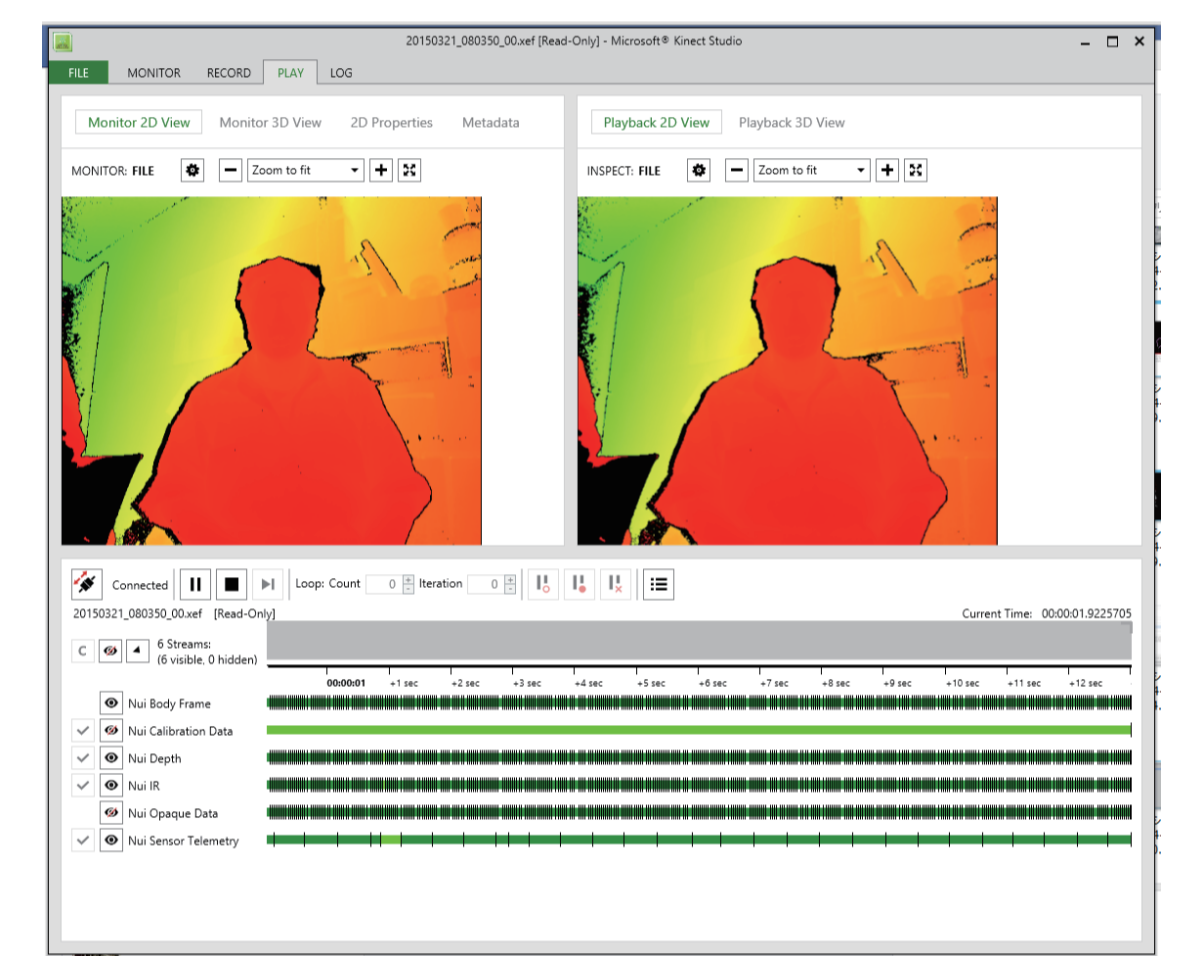 20150321_080350_00.xef [Read-Only] - Microsoft® Kinect Studio
FILE MONITOR RECORD PLAY LOG
Monitor 2D View Monitor 3D View 2D Properties Metadata
Playback 2D View Playback 3D View
MONITOR: FILE Zoom to fit
INSPECT: FILE Zoom to fit
Connected Loop: Count 0 Iteration 0
20150321_080350_00.xef [Read-Only] Current Time: 00:00:01.9225705
C 6 Streams:
(6 visible, 0 hidden)
00:00:01 +1 sec +2 sec +3 sec +4 sec +5 sec +6 sec +7 sec +8 sec +9 sec +10 sec +11 sec +12 sec
Nui Body Frame
Nui Calibration Data
Nui Depth
Nui IR
Nui Opaque Data
Nui Sensor Telemetry